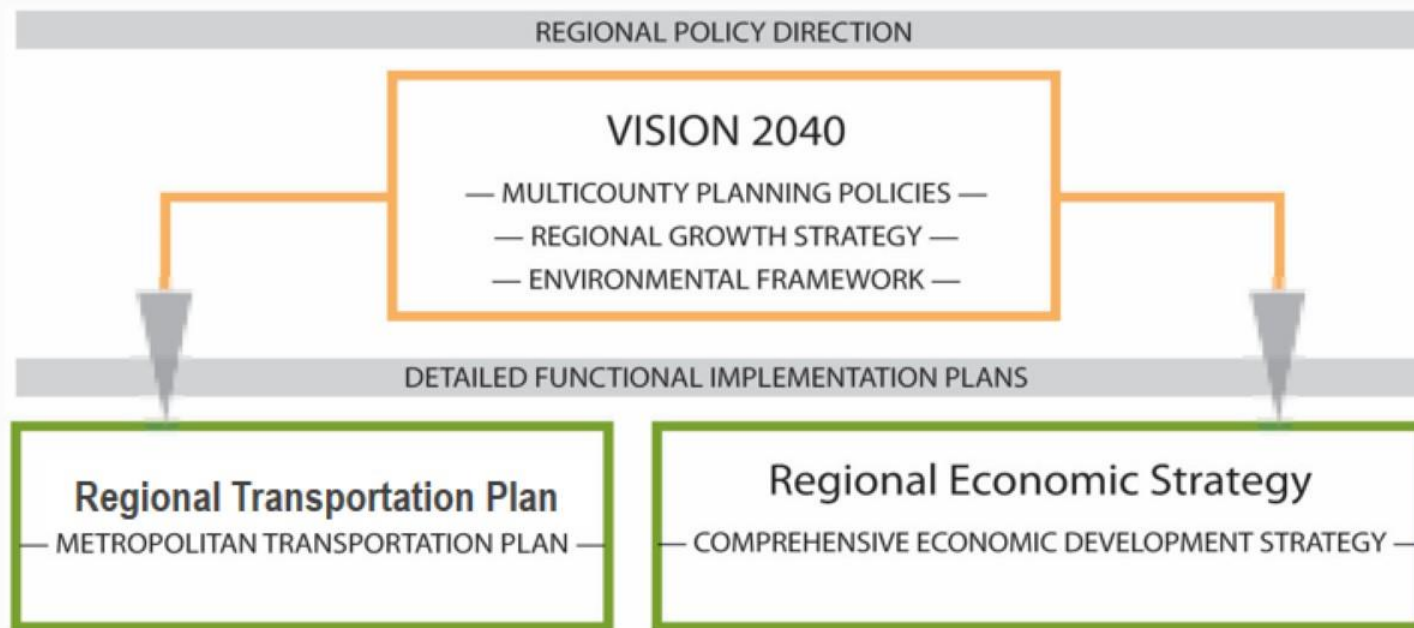 REGIONAL POLICY DIRECTION
VISION 2040
— MULTICOUNTY PLANNING POLICIES —
— REGIONAL GROWTH STRATEGY —
— ENVIRONMENTAL FRAMEWORK —
DETAILED FUNCTIONAL IMPLEMENTATION PLANS
Regional Transportation Plan
— METROPOLITAN TRANSPORTATION PLAN —
Regional Economic Strategy
— COMPREHENSIVE ECONOMIC DEVELOPMENT STRATEGY —